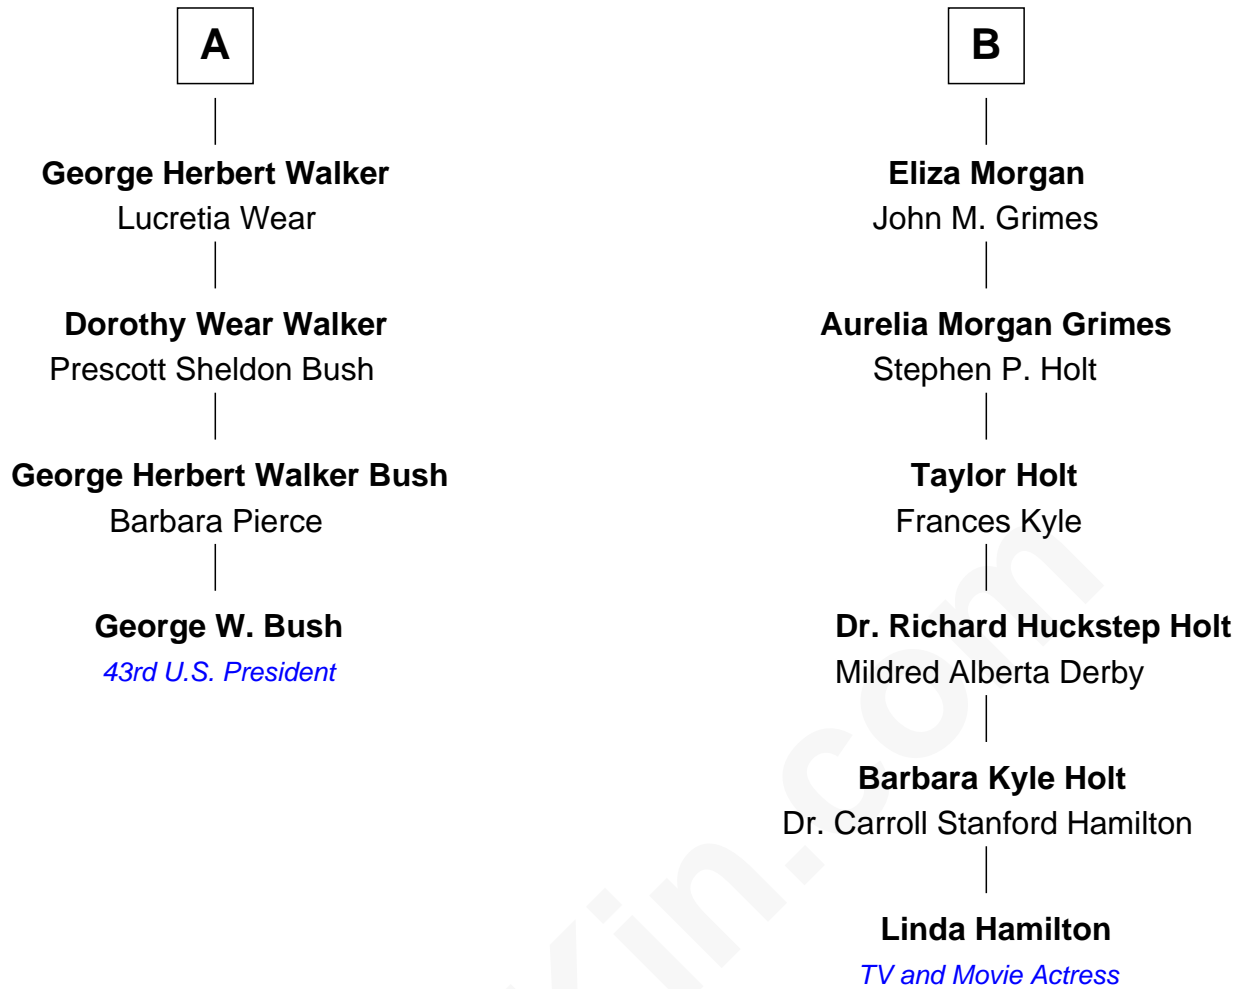 A
George Herbert Walker
Lucretia Wear
Dorothy Wear Walker
Prescott Sheldon Bush
George Herbert Walker Bush
Barbara Pierce
George W. Bush
43rd U.S. President
B
Eliza Morgan
John M. Grimes
Aurelia Morgan Grimes
Stephen P. Holt
Taylor Holt
Frances Kyle
Dr. Richard Huckstep Holt
Mildred Alberta Derby
Barbara Kyle Holt
Dr. Carroll Stanford Hamilton
Linda Hamilton
TV and Movie Actress
Kin.com